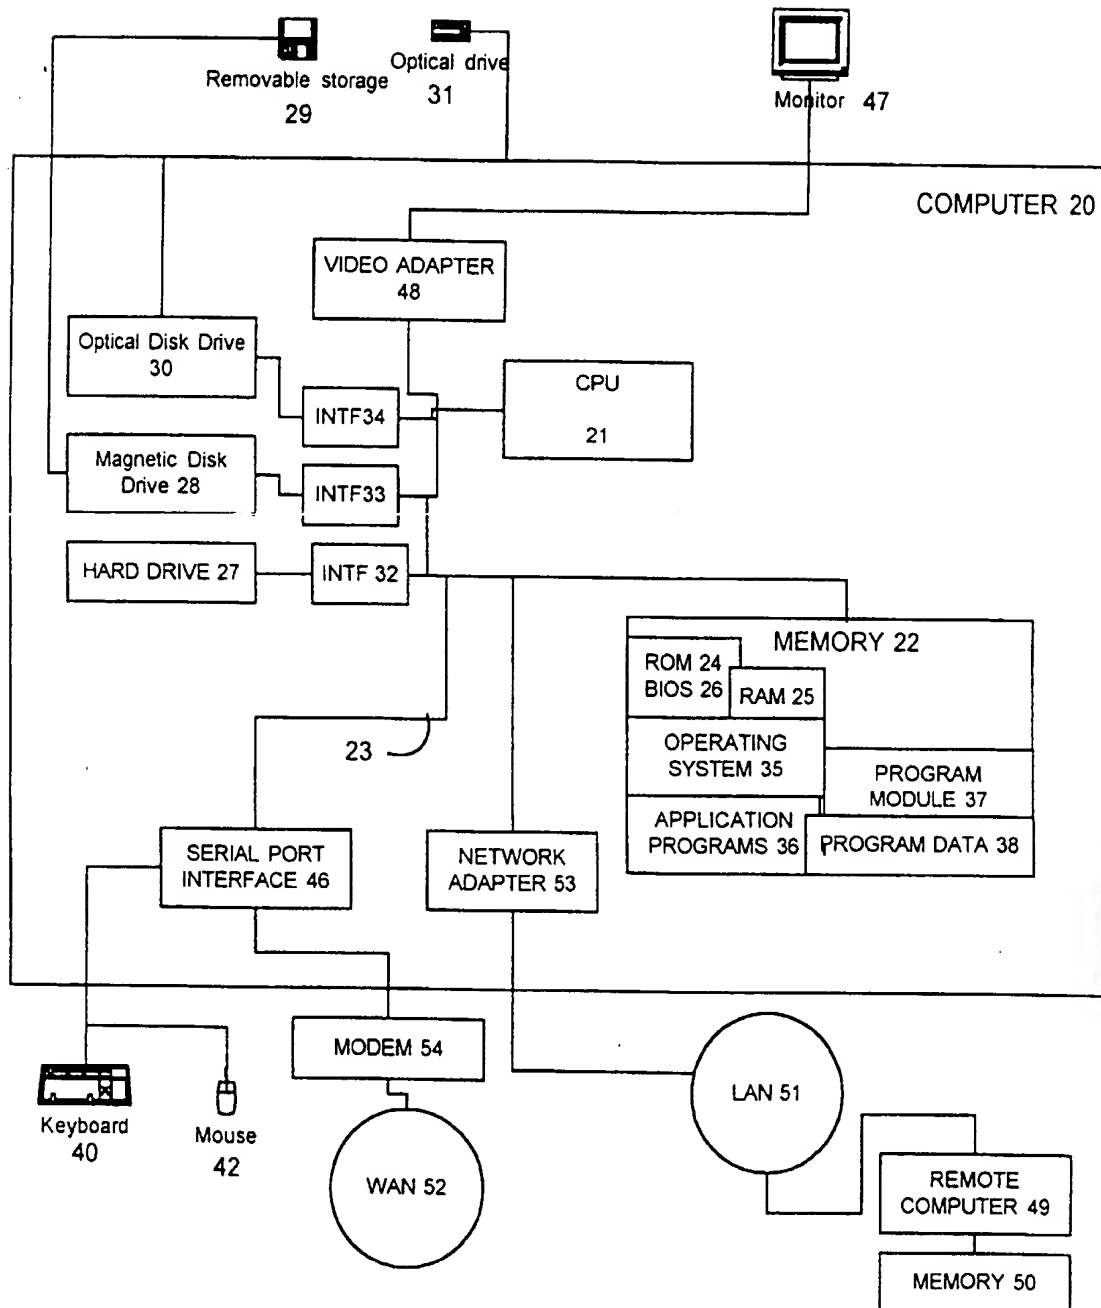 Removable storage
29
Optical drive
31
Monitor 47
COMPUTER 20
VIDEO ADAPTER
48
Optical Disk Drive
30
CPU
21
INTF34
Magnetic Disk
Drive 28
INTF33
HARD DRIVE 27
INTF 32
MEMORY 22
ROM 24
BIOS 26
RAM 25
OPERATING
SYSTEM 35
PROGRAM
MODULE 37
APPLICATION
PROGRAMS 36
PROGRAM DATA 38
23
SERIAL PORT
INTERFACE 46
NETWORK
ADAPTER 53
MODEM 54
LAN 51
Keyboard
40
Mouse
42
WAN 52
REMOTE
COMPUTER 49
MEMORY 50